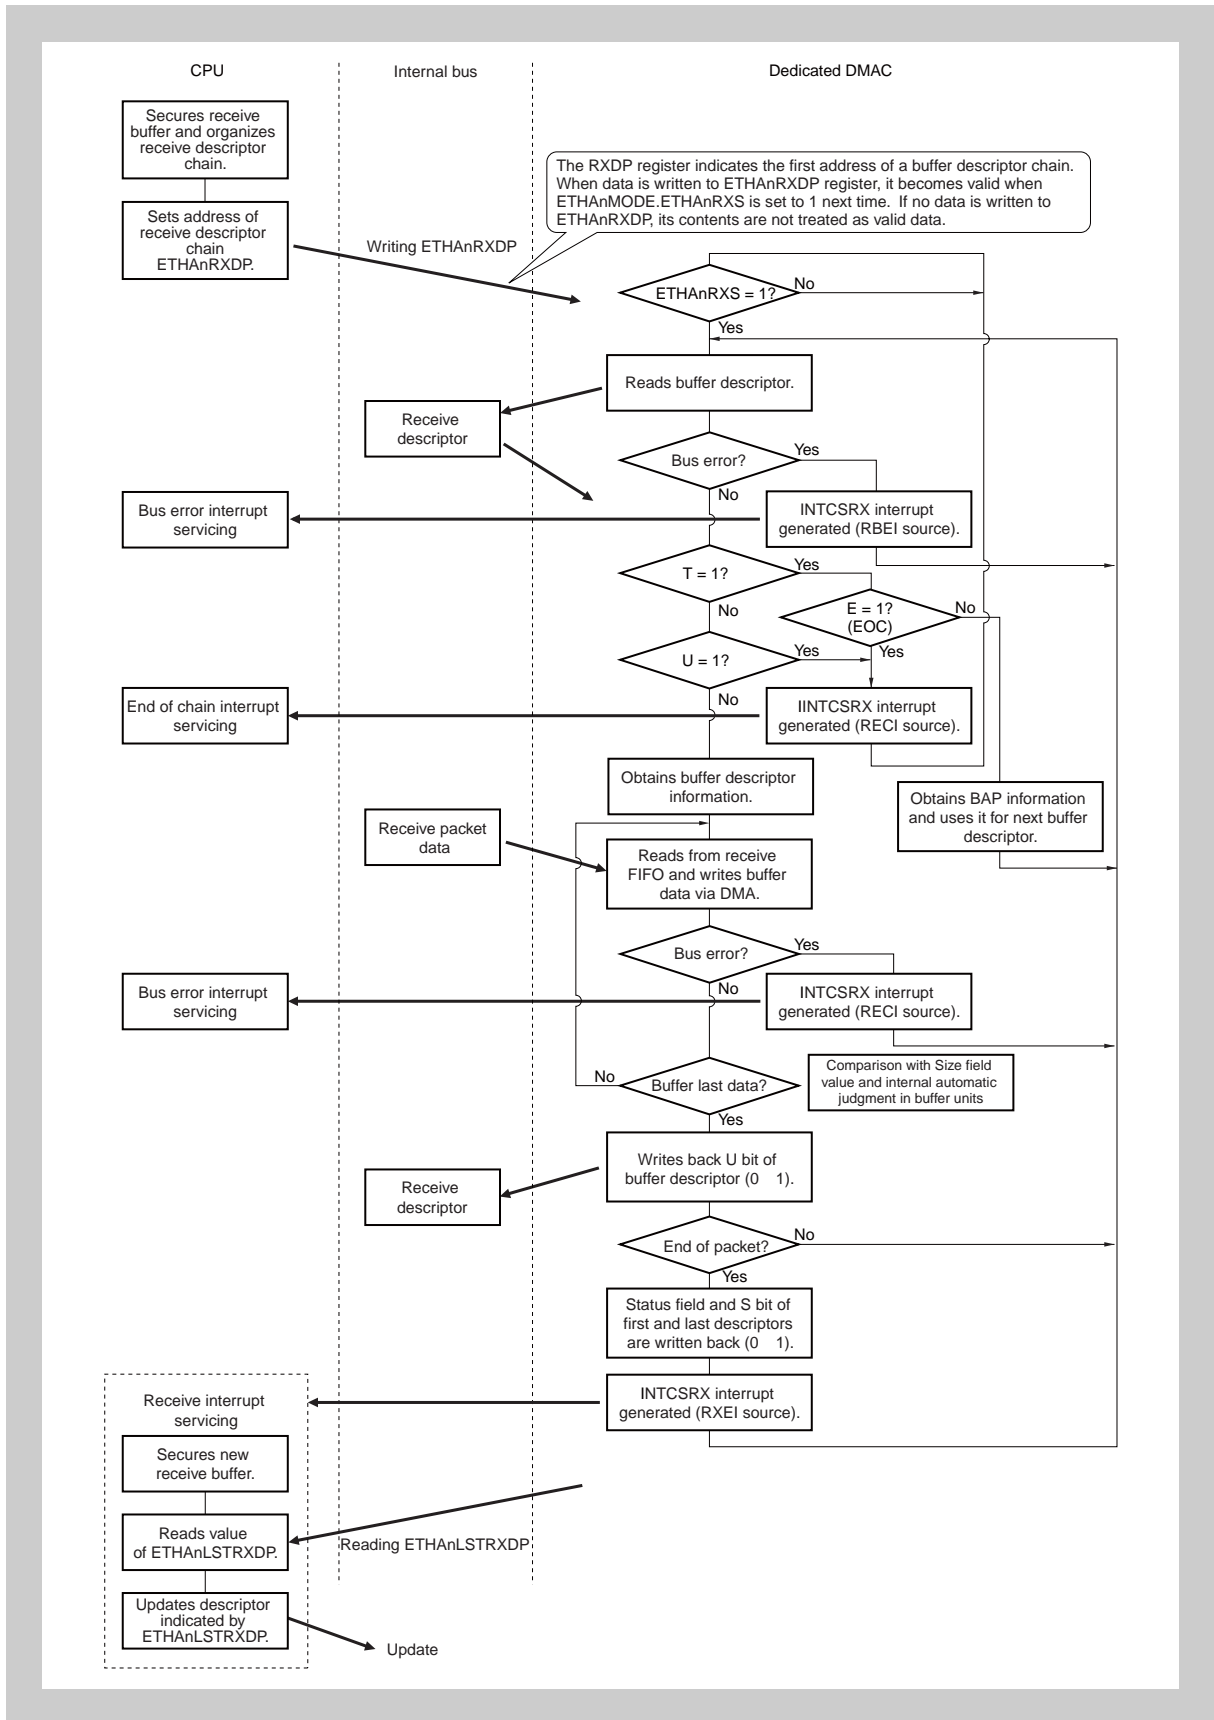 CPU
Internal bus
Dedicated DMAC
Secures receive
buffer and organizes
receive descriptor
chain.
The RXDP register indicates the first address of a buffer descriptor chain.
When data is written to ETHAnRXDP register, it becomes valid when
ETHAnMODE.ETHAnRXS is set to 1 next time. If no data is written to
ETHAnRXDP, its contents are not treated as valid data.
Sets address of
receive descriptor
chain
ETHAnRXDP.
Writing ETHAnRXDP
ETHAnRXS = 1?
No
Yes
Reads buffer descriptor.
Receive
descriptor
Bus error?
Yes
No
INTCSRX interrupt
generated (RBEI source).
Bus error interrupt
servicing
T = 1?
Yes
No
E = 1?
(EOC)
No
Yes
U = 1?
Yes
No
IINTCSRX interrupt
generated (RECI source).
End of chain interrupt
servicing
Obtains buffer descriptor
information.
Obtains BAP information
and uses it for next buffer
descriptor.
Receive packet
data
Reads from receive
FIFO and writes buffer
data via DMA.
Bus error?
Yes
No
INTCSRX interrupt
generated (RECI source).
Bus error interrupt
servicing
Buffer last data?
No
Yes
Comparison with Size field
value and internal automatic
judgment in buffer units
Writes back U bit of
buffer descriptor (0 1).
Receive
descriptor
End of packet?
No
Yes
Status field and S bit of
first and last descriptors
are written back (0 1).
INTCSRX interrupt
generated (RXEI source).
Receive interrupt
servicing
Secures new
receive buffer.
Reads value
of ETHAnLSTRXDP.
Reading ETHAnLSTRXDP
Updates descriptor
indicated by
ETHAnLSTRXDP.
Update